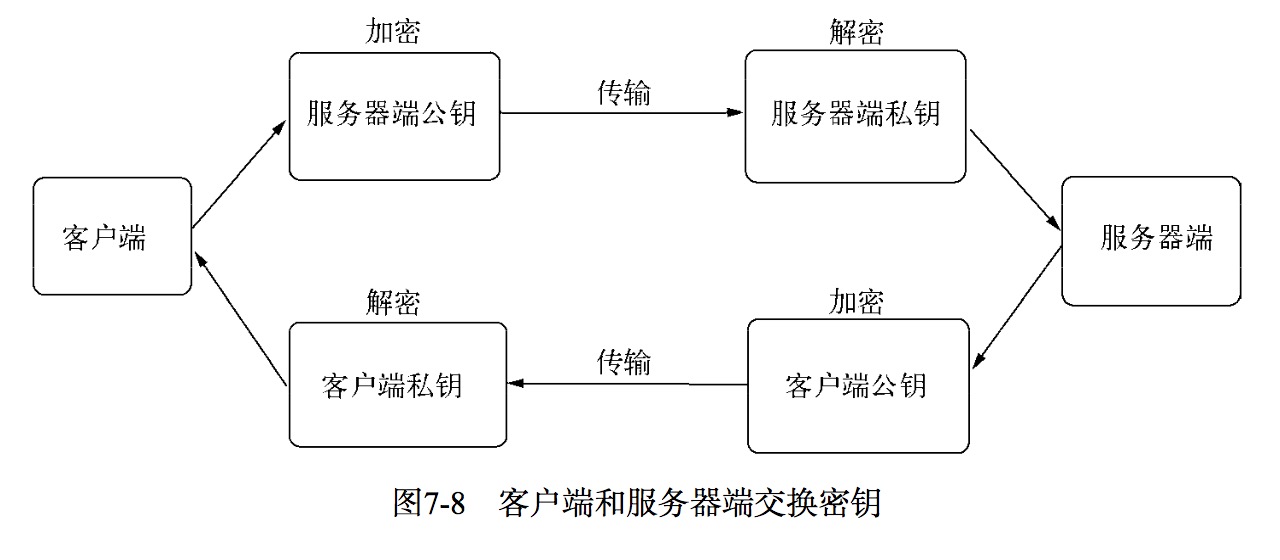 加密
解密
服务器端公钥
传输
服务器端私钥
客户端
服务器端
解密
加密
客户端私钥
传输
客户端公钥
图7-8 客户端和服务器端交换密钥